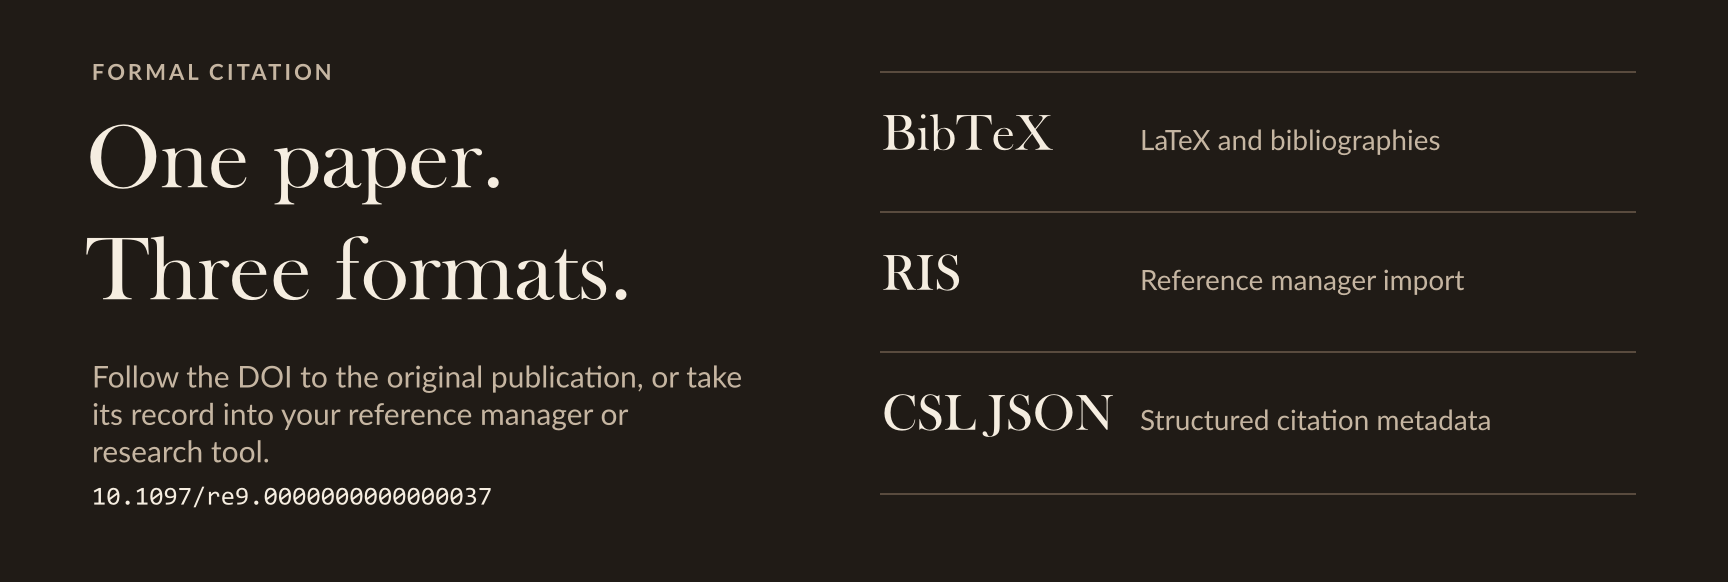 FORMAL CITATION
One paper.
Three formats.
Follow the DOI to the original publication, or take
its record into your reference manager or
research tool.
10.1097/re9.0000000000000037
BibTeX LaTeX and bibliographies
RIS Reference manager import
CSL JSON Structured citation metadata